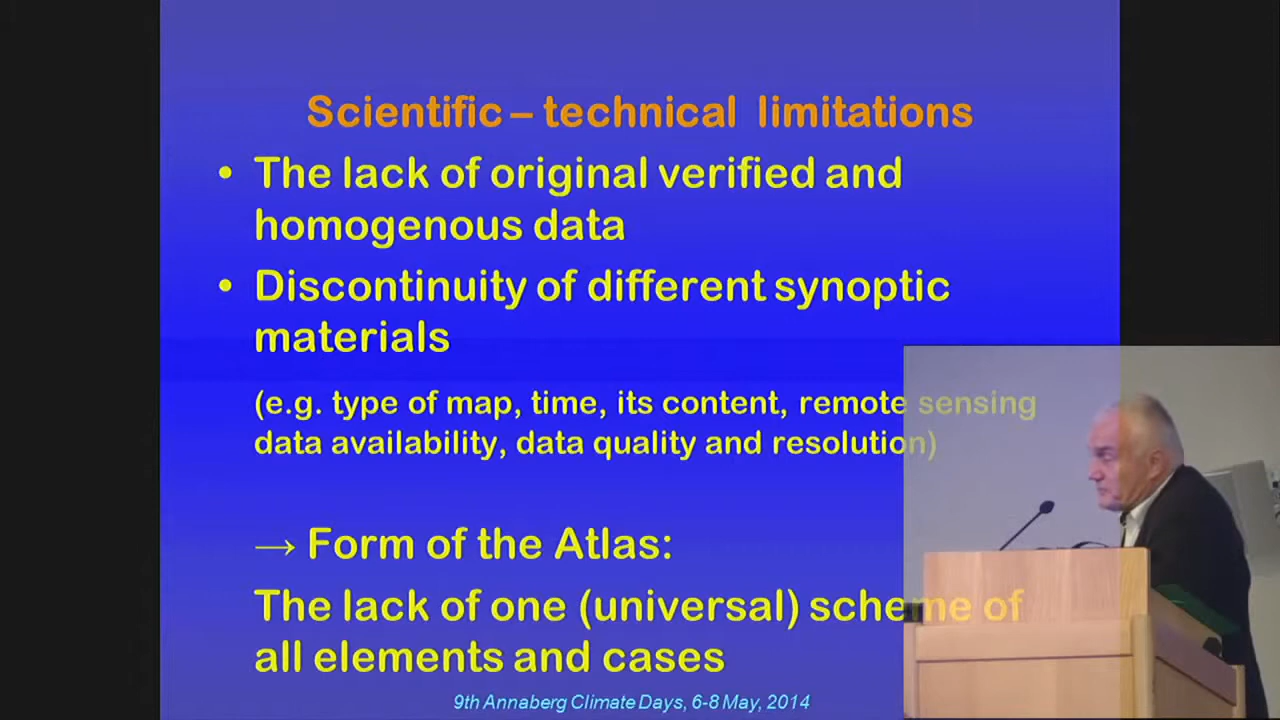 Scientific – technical limitations
• The lack of original verified and
homogenous data
• Discontinuity of different synoptic
materials
(e.g. type of map, time, its content, remote sensing
data availability, data quality and resolution)
→ Form of the Atlas:
The lack of one (universal) scheme of
all elements and cases
9th Annaberg Climate Days, 6-8 May, 2014